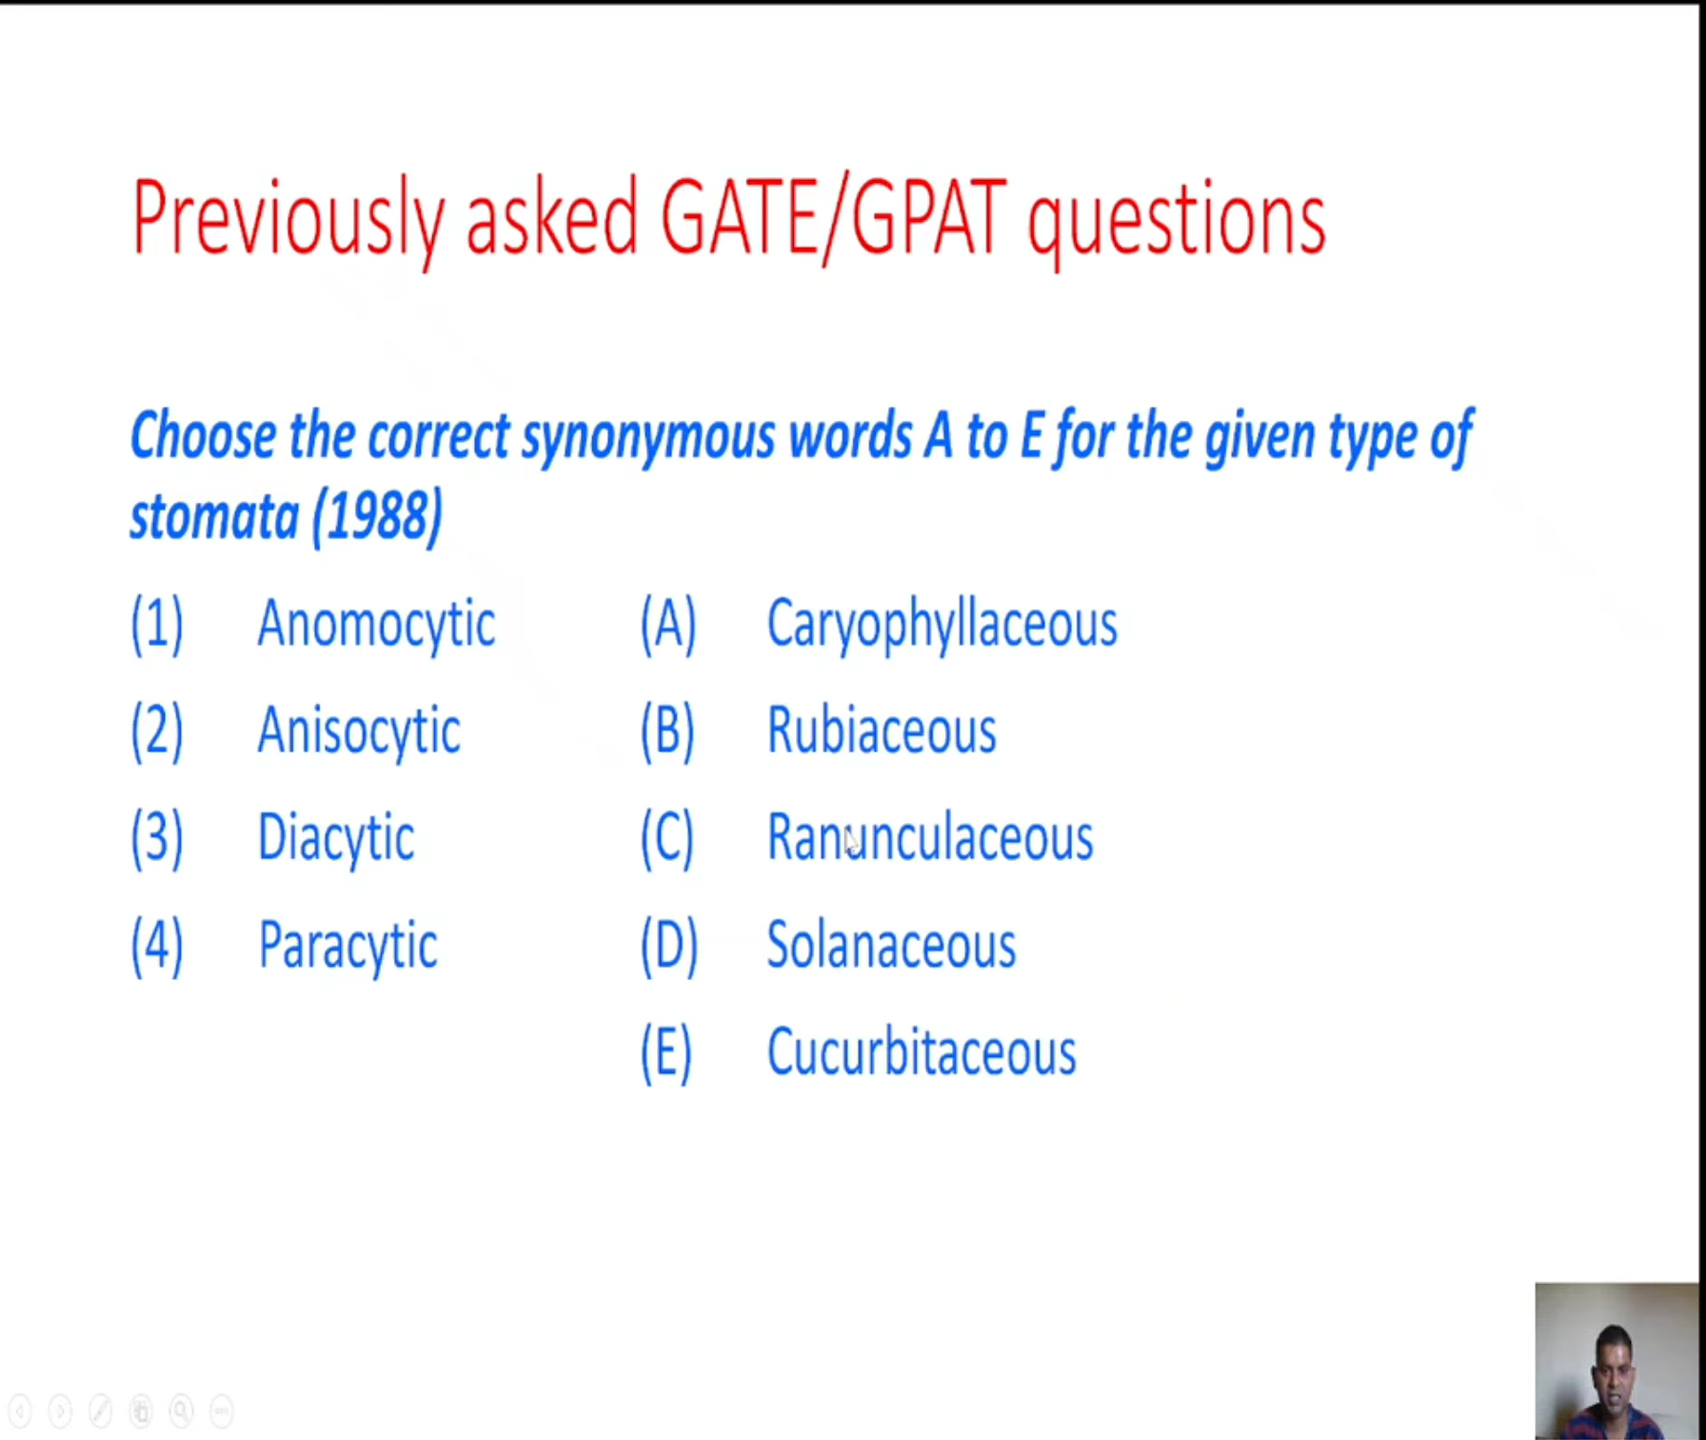 Previously asked GATE/GPAT questions
Choose the correct synonymous words A to E for the given type of
stomata (1988)
(1) Anomocytic (A) Caryophyllaceous
(2) Anisocytic (B) Rubiaceous
(3) Diacytic (C) Ranunculaceous
(4) Paracytic (D) Solanaceous
(E) Cucurbitaceous